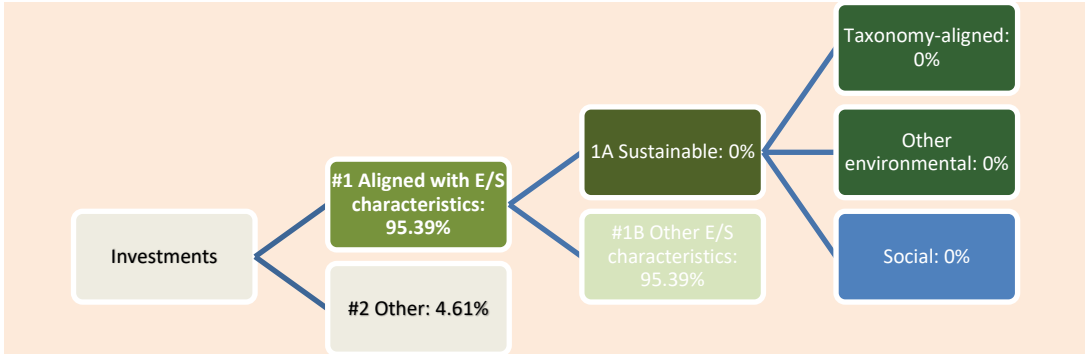 Investments
#1 Aligned with E/S
characteristics:
95.39%
#2 Other: 4.61%
1A Sustainable: 0%
#1B Other E/S
characteristics:
95.39%
Taxonomy-aligned:
0%
Other
environmental: 0%
Social: 0%